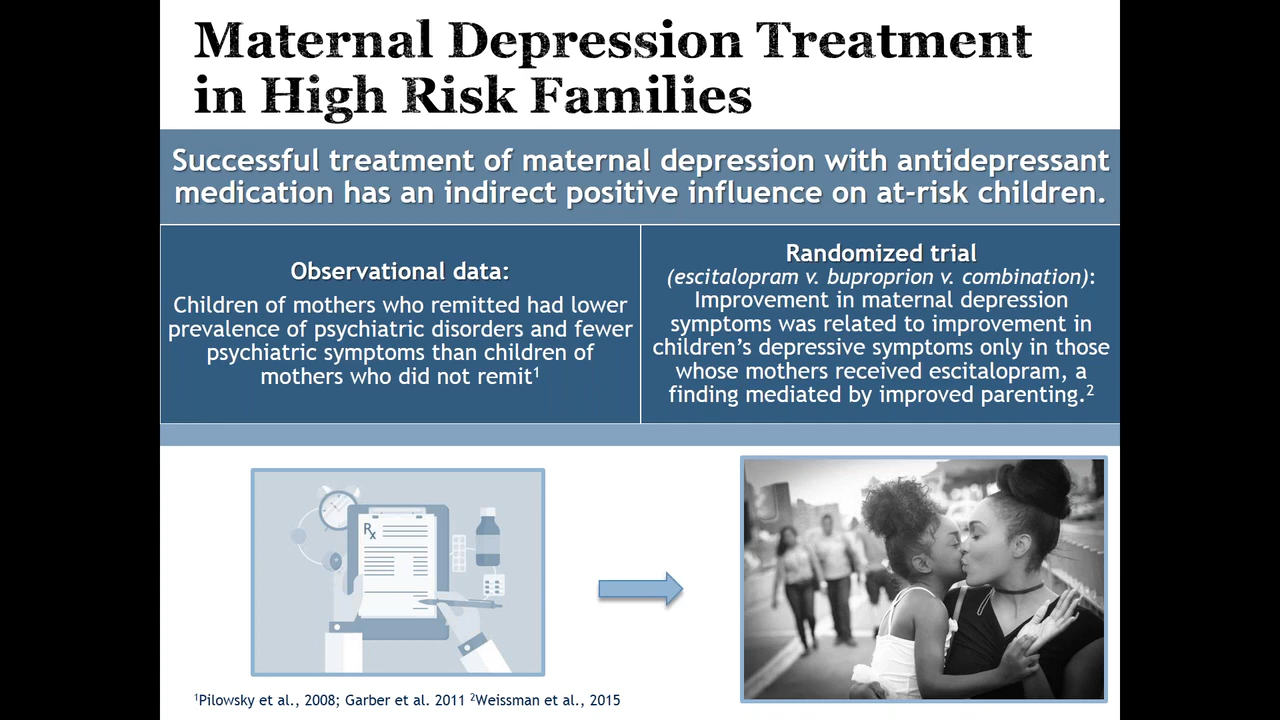 Maternal Depression Treatment
in High Risk Families
Successful treatment of maternal depression with antidepressant
medication has an indirect positive influence on at-risk children.
Observational data:
Children of mothers who remitted had lower
prevalence of psychiatric disorders and fewer
psychiatric symptoms than children of
mothers who did not remit¹
Randomized trial
(escitalopram v. buproprion v. combination):
Improvement in maternal depression
symptoms was related to improvement in
children’s depressive symptoms only in those
whose mothers received escitalopram, a
finding mediated by improved parenting.²
Rx
¹Pilowsky et al., 2008; Garber et al. 2011 ²Weissman et al., 2015